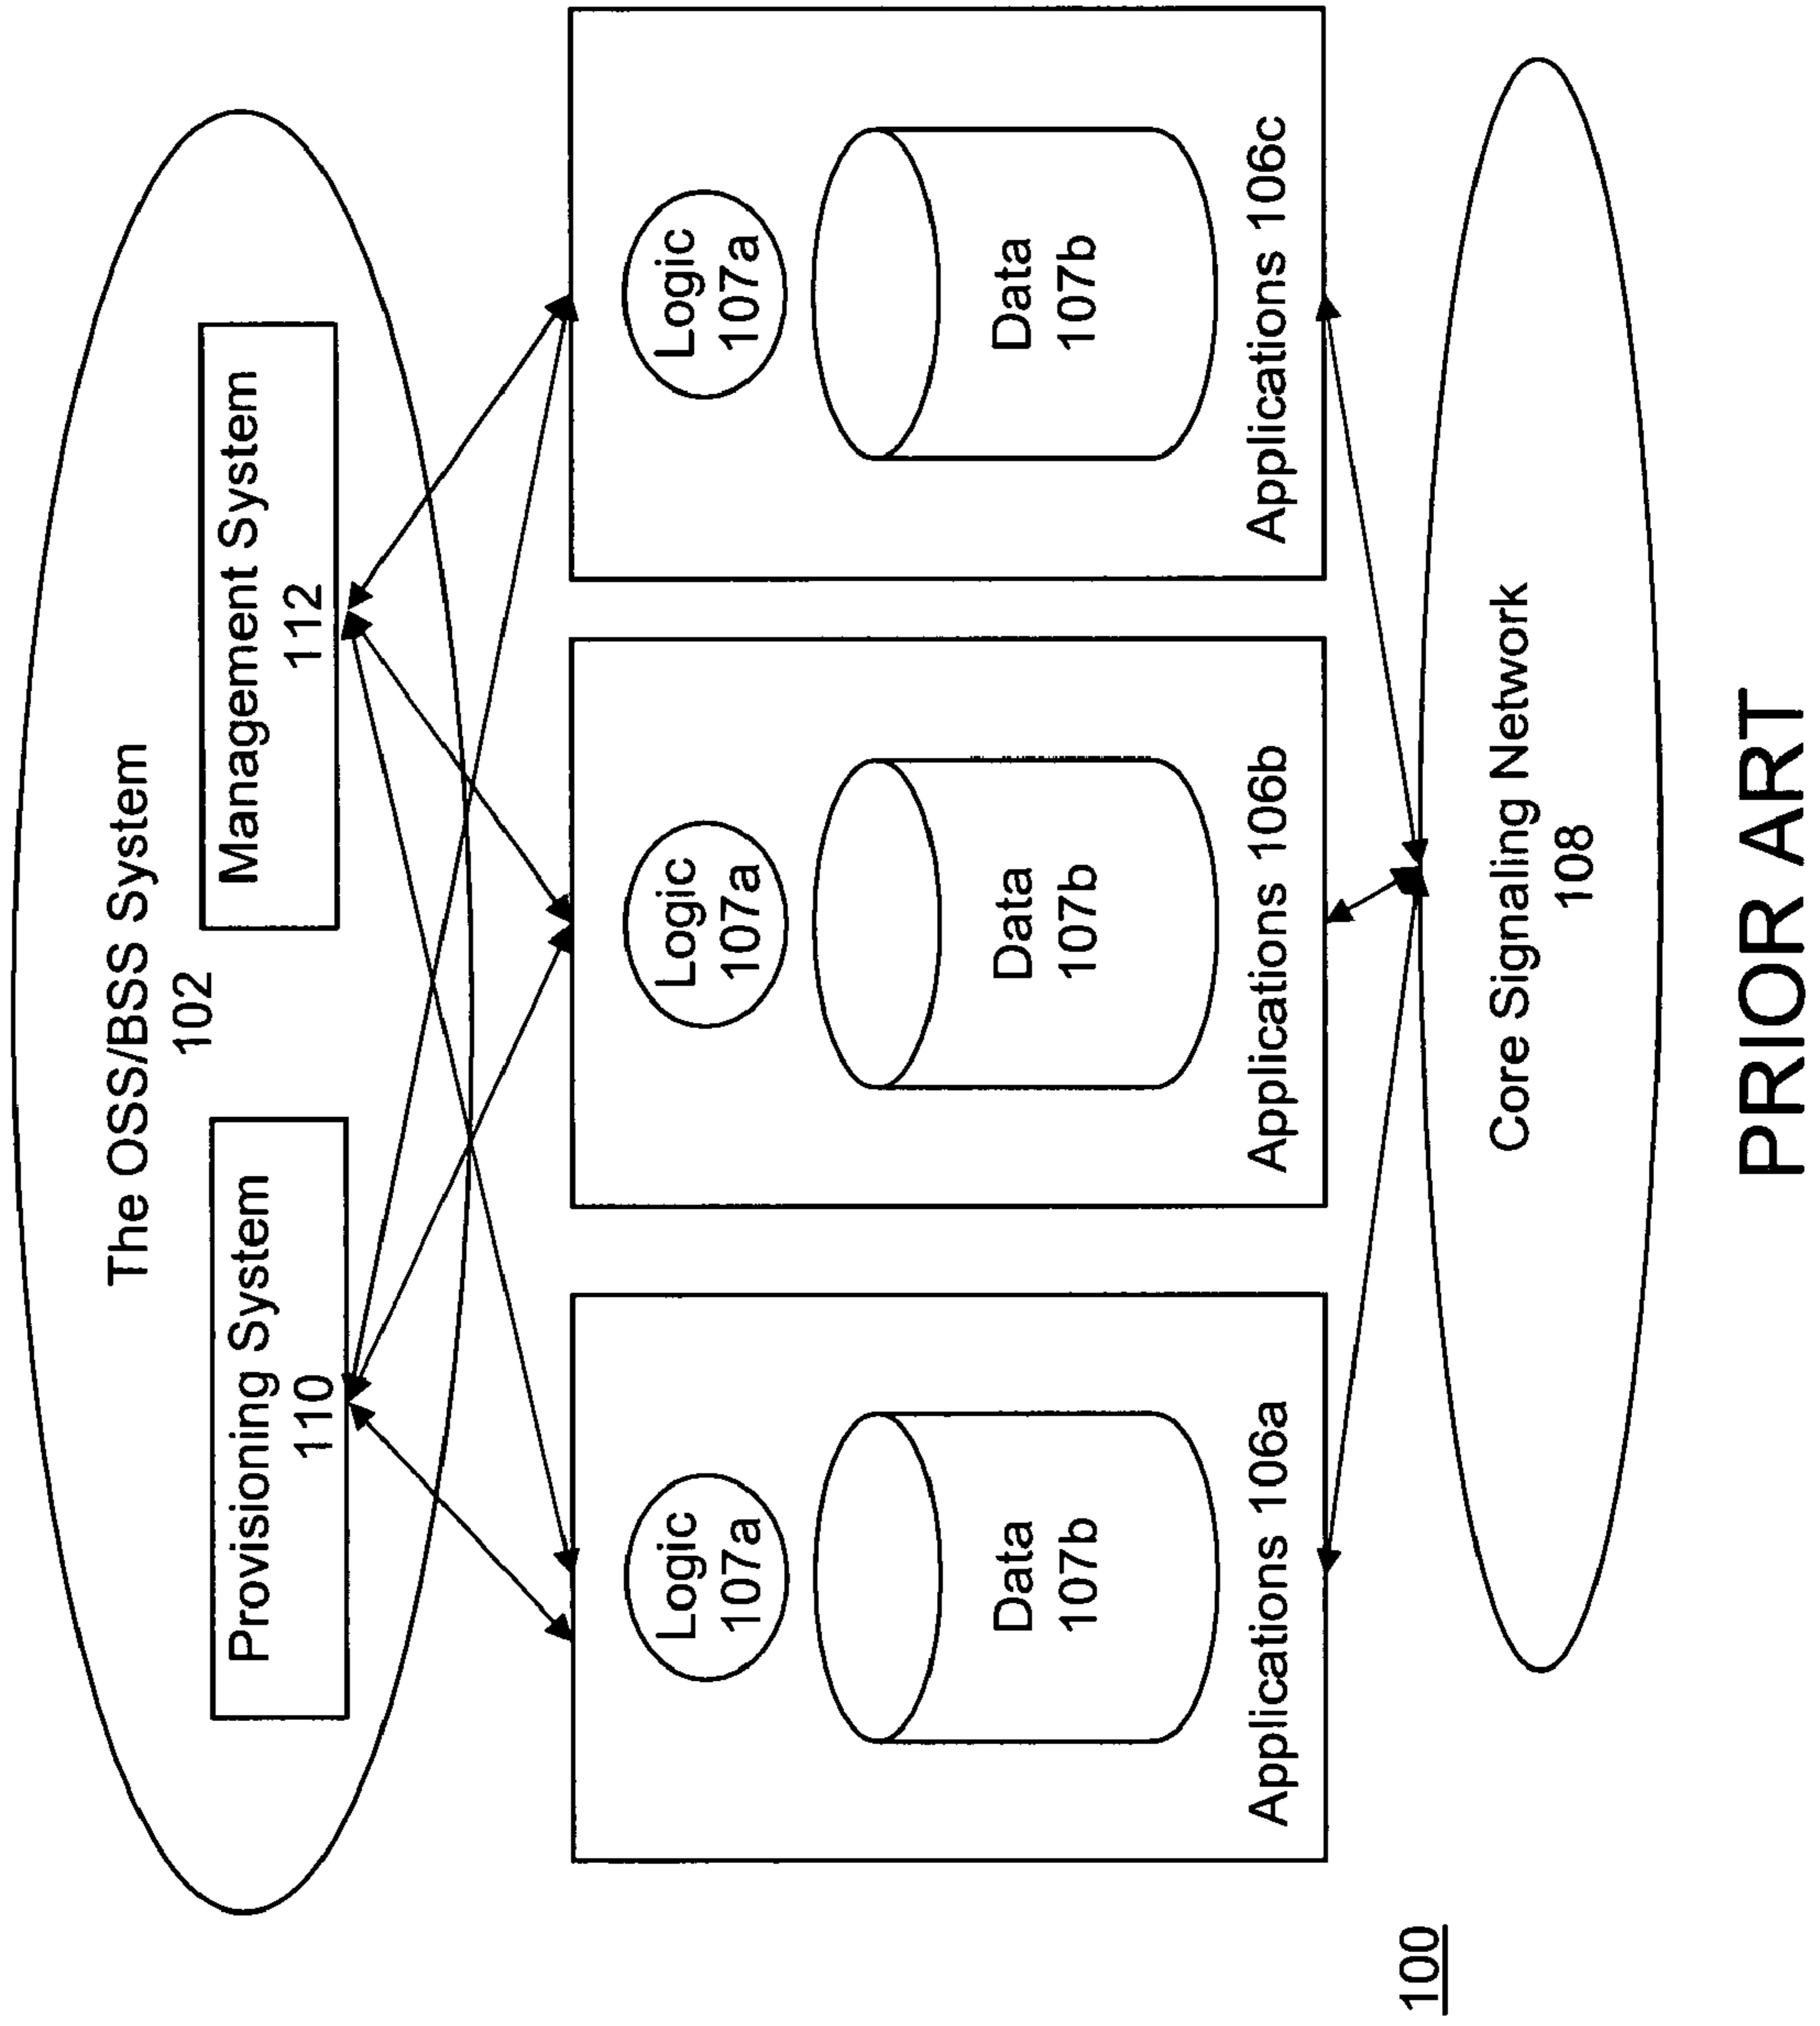 The OSS/BSS System
102
Provisioning System
110
Management System
112
Logic
107a
Data
107b
Applications 106a
Logic
107a
Data
107b
Applications 106b
Logic
107a
Data
107b
Applications 106c
Core Signaling Network
108
100
PRIOR ART